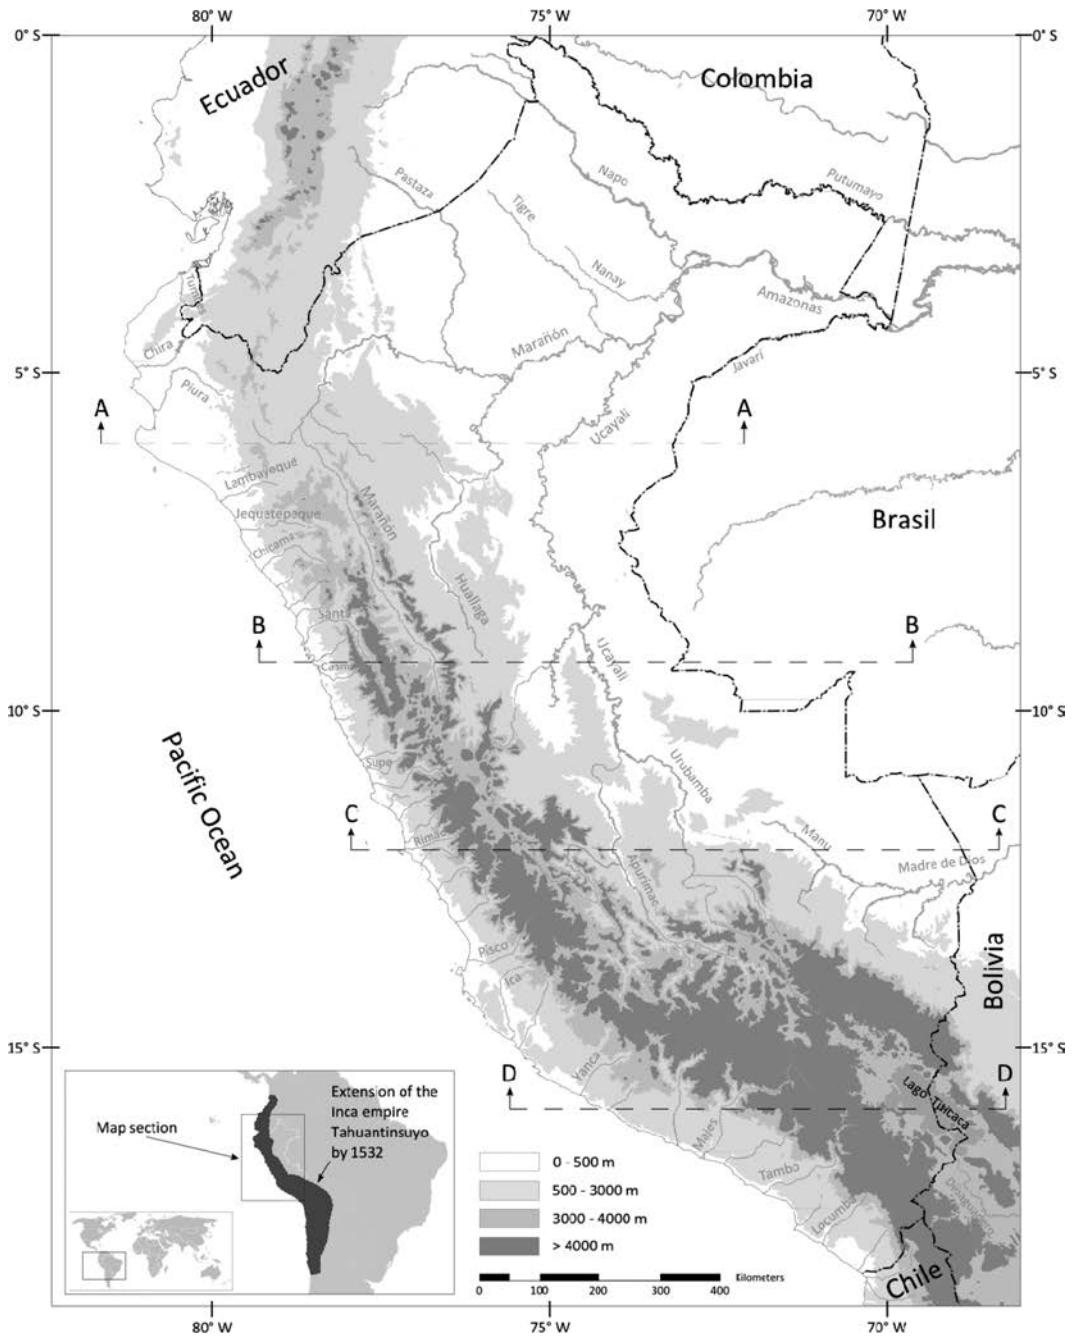 80° W
75° W
70° W
0° S
0° S
Ecuador
Colombia
Pastaza
Napo
Putumayo
Tigre
Nanay
Amazonas
Chira
Marañón
Javari
5° S
5° S
Piura
Ucayali
A
A
Lambayeque
Marañón
Jequetepeque
Brasil
Chicama
Huallaga
Santa
B
B
Ucayali
Casma
10° S
10° S
Pacific Ocean
Supe
Urubamba
C
C
Rimac
Manu
Apurimac
Madre de Dios
Pisco
Ica
Bolivia
15° S
15° S
D
D
Yanca
Lago Titicaca
Majes
Tambo
Locumba
Desaguadero
Chile
Map section
Extension of the
Inca empire
Tahuantinsuyo
by 1532
0 - 500 m
500 - 3000 m
3000 - 4000 m
> 4000 m
0
100
200
300
400
Kilometers
80° W
75° W
70° W